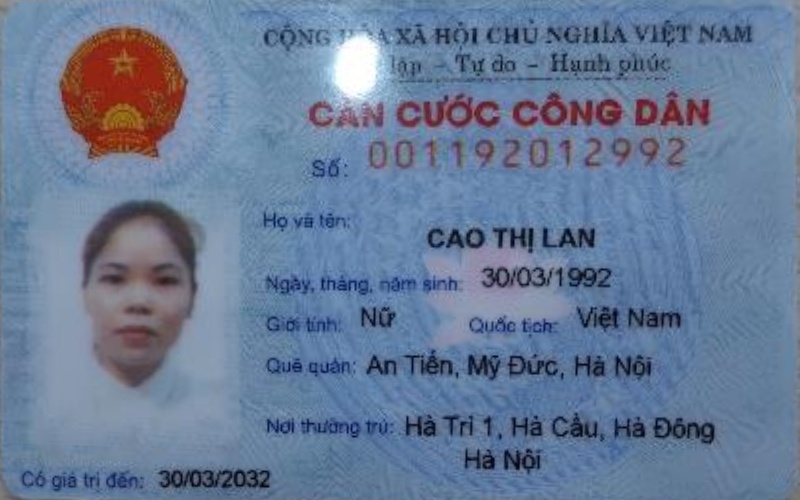 CỘNG XÃ HỘI CHỦ NGHĨA VIỆT NAM
lập - Tự do - Hạnh phúc
CĂN CƯỚC CÔNG DÂN
Số: 001192012992
Họ và tên:
CAO THỊ LAN
Ngày, tháng, năm sinh: 30/03/1992
Giới tính: Nữ Quốc tịch: Việt Nam
Quê quán: An Tiến, Mỹ Đức, Hà Nội
Nơi thường trú: Hà Trì 1, Hà Cầu, Hà Đông
Hà Nội
Có giá trị đến: 30/03/2032